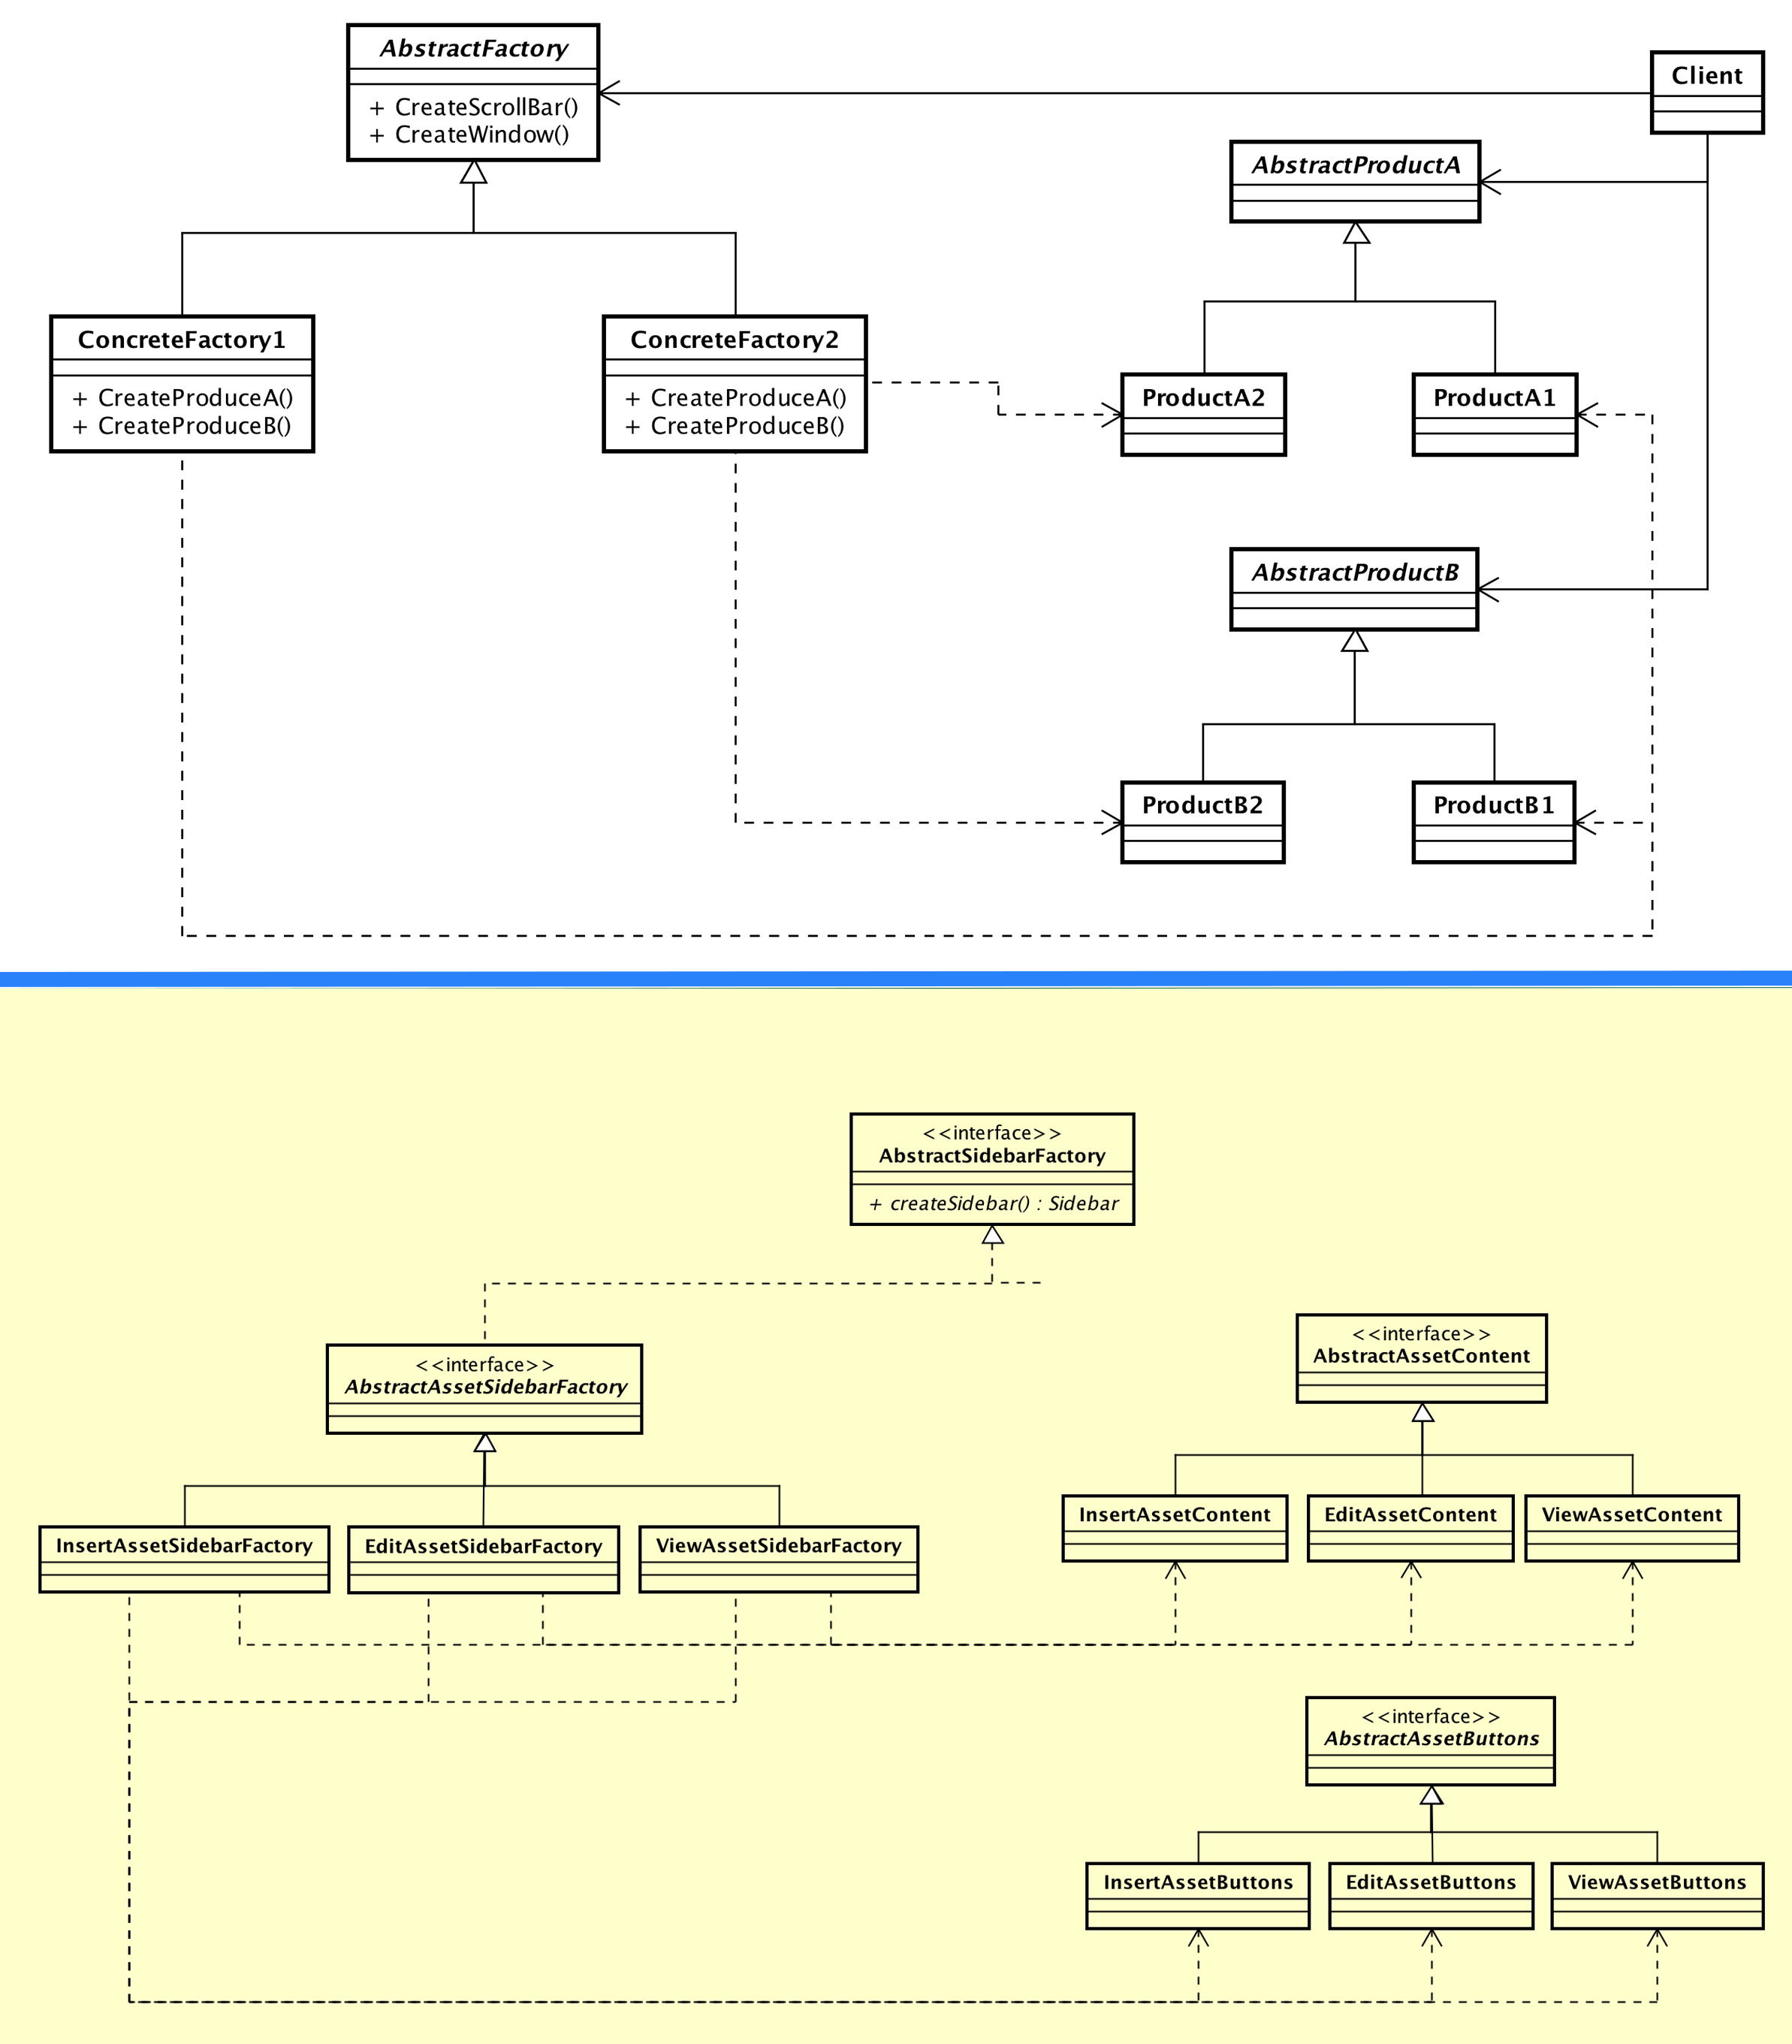 AbstractFactory
+ CreateScrollBar()
+ CreateWindow()
Client
AbstractProductA
ConcreteFactory1
+ CreateProduceA()
+ CreateProduceB()
ConcreteFactory2
+ CreateProduceA()
+ CreateProduceB()
ProductA2
ProductA1
AbstractProductB
ProductB2
ProductB1
<<interface>>
AbstractSidebarFactory
+ createSidebar() : Sidebar
<<interface>>
AbstractAssetSidebarFactory
<<interface>>
AbstractAssetContent
InsertAssetSidebarFactory
EditAssetSidebarFactory
ViewAssetSidebarFactory
InsertAssetContent
EditAssetContent
ViewAssetContent
<<interface>>
AbstractAssetButtons
InsertAssetButtons
EditAssetButtons
ViewAssetButtons